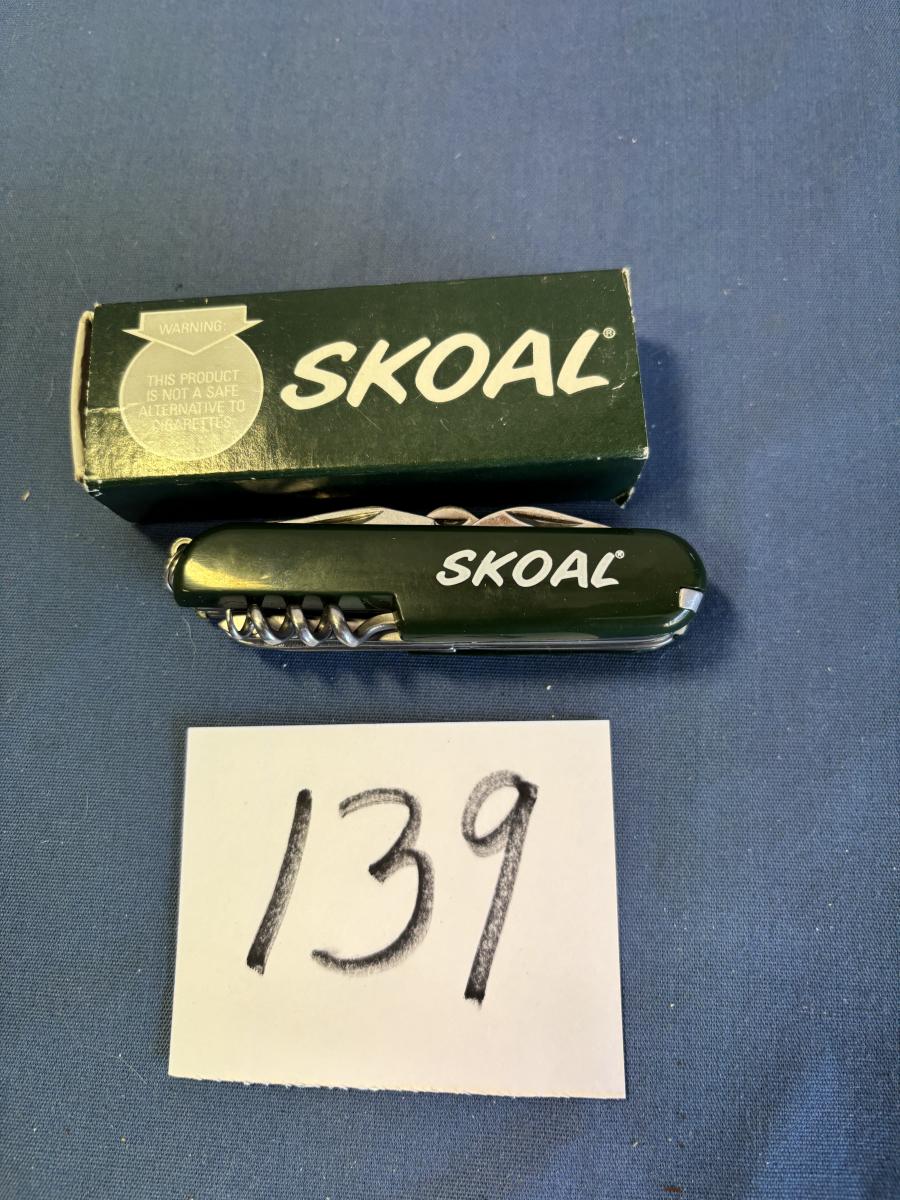 WARNING:
THIS PRODUCT
IS NOT A SAFE
ALTERNATIVE TO
CIGARETTES
SKOAL®
SKOAL®
139